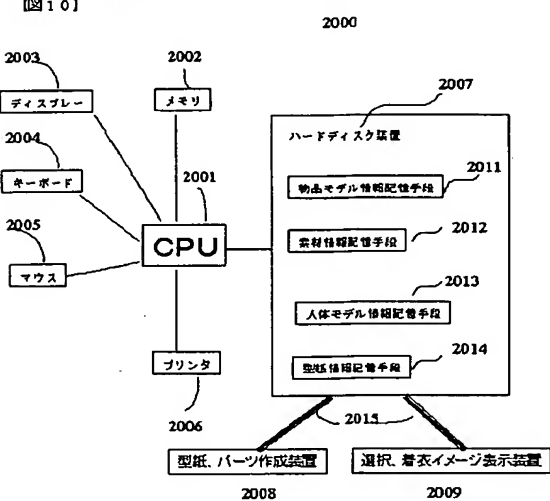 【図10】
2000
2003
ディスプレー
2002
メモリ
2004
キーボード
2001
CPU
2005
マウス
プリンタ
2006
2007
ハードディスク装置
物品モデル情報記憶手段
2011
素材情報記憶手段
2012
2013
人体モデル情報記憶手段
型紙情報記憶手段
2014
2015
型紙、パーツ作成装置
2008
選択、着衣イメージ表示装置
2009